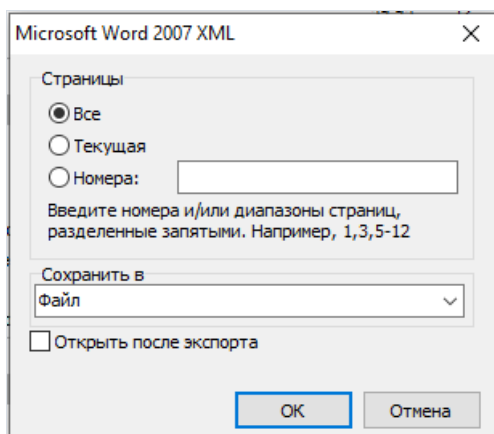 Microsoft Word 2007 XML
Страницы
Все
Текущая
Номера:
Введите номера и/или диапазоны страниц,
разделенные запятыми. Например, 1,3,5-12
Сохранить в
Файл
Открыть после экспорта
ОК Отмена